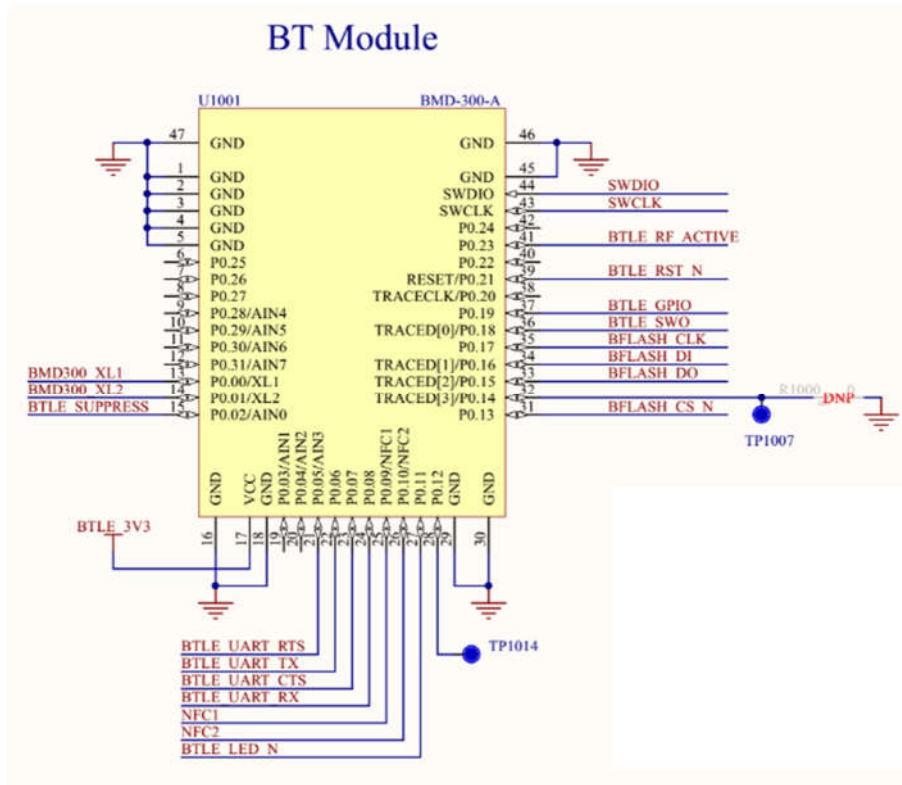 BT Module
U1001 BMD-300-A
47 GND GND 46
1 GND GND 45
2 GND SWDIO 44 SWDIO
3 GND SWCLK 43 SWCLK
4 GND P0.24 42
5 GND P0.23 41 BTLE_RF_ACTIVE
6 P0.25 P0.22 40
7 P0.26 RESET/P0.21 39 BTLE_RST_N
8 P0.27 TRACECLK/P0.20 38
9 P0.28/AIN4 P0.19 37 BTLE_GPIO
10 P0.29/AIN5 TRACED[0]/P0.18 36 BTLE_SWO
11 P0.30/AIN6 P0.17 35 BFLASH_CLK
12 P0.31/AIN7 TRACED[1]/P0.16 34 BFLASH_DI
BMD300_XL1 13 P0.00/XL1 TRACED[2]/P0.15 33 BFLASH_DO
BMD300_XL2 14 P0.01/XL2 TRACED[3]/P0.14 32 R1000 0 DNP
BTLE_SUPPRESS 15 P0.02/AIN0 P0.13 31 BFLASH_CS_N
TP1007
GND VCC GND P0.03/AIN1 P0.04/AIN2 P0.05/AIN3 P0.06 P0.07 P0.08 P0.09/NFC1 P0.10/NFC2 P0.11 P0.12 GND GND
16 17 18 19 20 21 22 23 24 25 26 27 28 29 30
BTLE_3V3
BTLE_UART_RTS TP1014
BTLE_UART_TX
BTLE_UART_CTS
BTLE_UART_RX
NFC1
NFC2
BTLE_LED_N